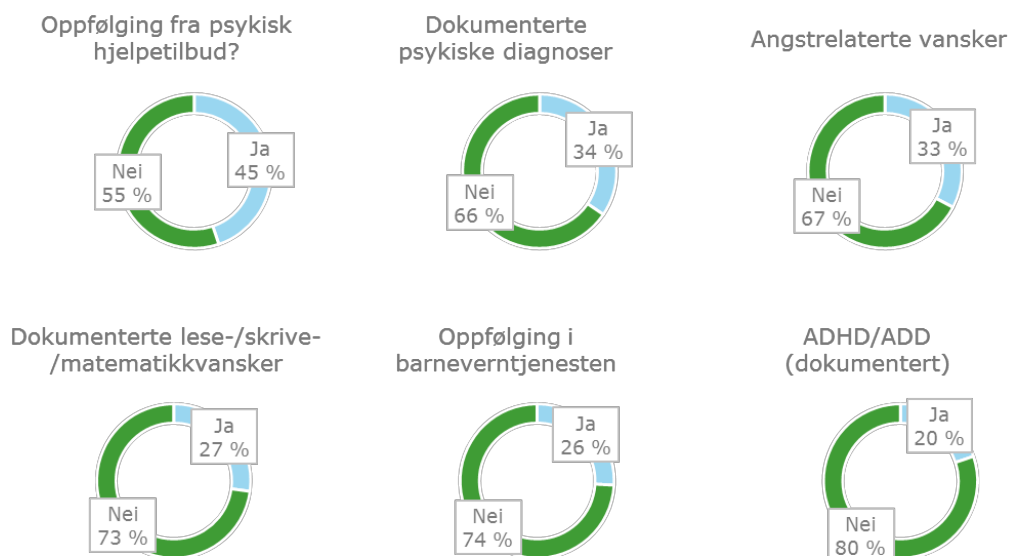 Oppfølging fra psykisk
hjelpetilbud?
Ja
45 %
Nei
55 %
Dokumenterte
psykiske diagnoser
Ja
34 %
Nei
66 %
Angstrelaterte vansker
Ja
33 %
Nei
67 %
Dokumenterte lese-/skrive-
/matematikkvansker
Ja
27 %
Nei
73 %
Oppfølging i
barneverntjenesten
Ja
26 %
Nei
74 %
ADHD/ADD
(dokumentert)
Ja
20 %
Nei
80 %